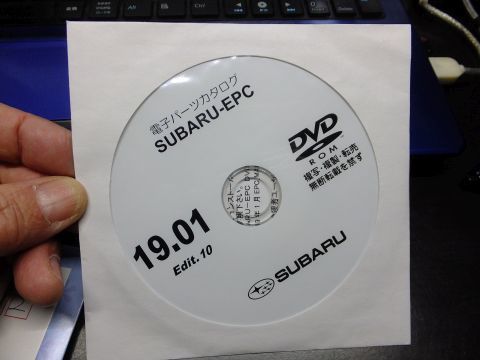 電子パーツカタログ
SUBARU-EPC
DVD
ROM
複写・複製・転売
無断転載を禁ず
19.01
Edit. 10
SUBARU
Ctrl